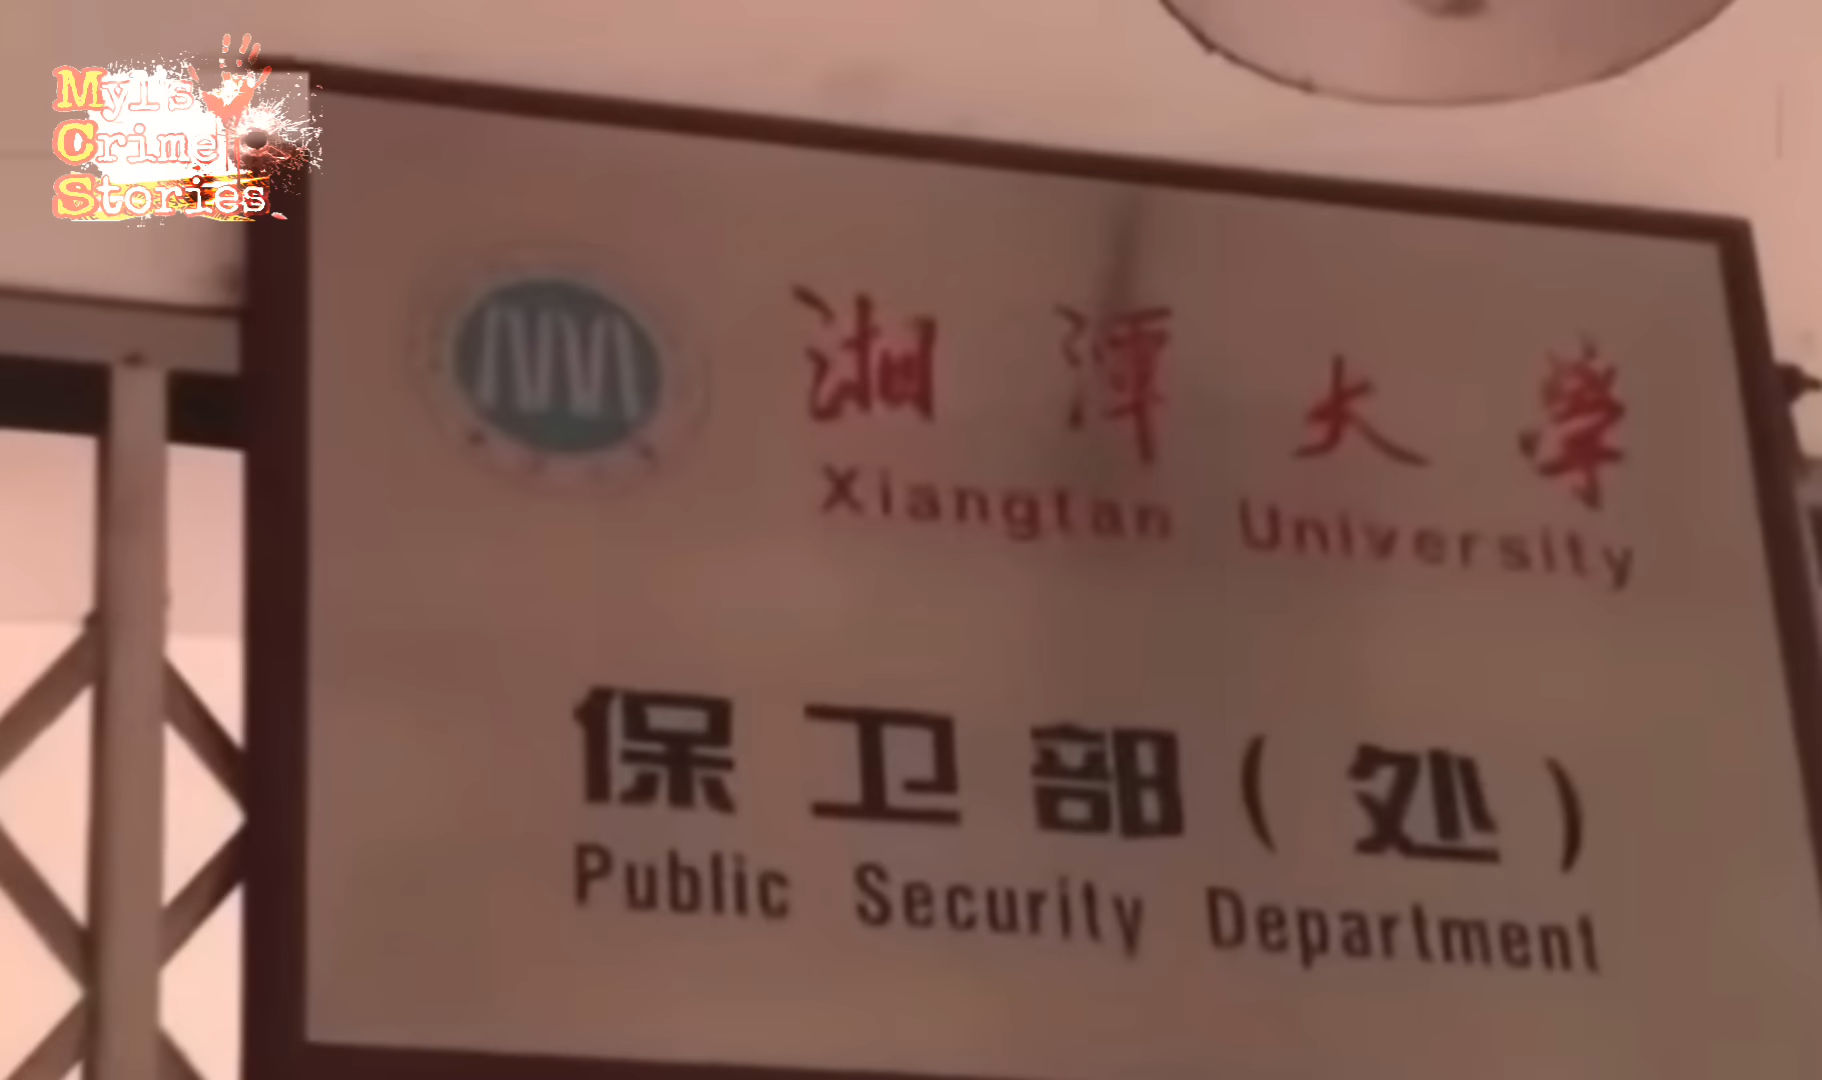 Myl's
Crime
Stories
湘潭大学
Xiangtan University
保卫部(处)
Public Security Department